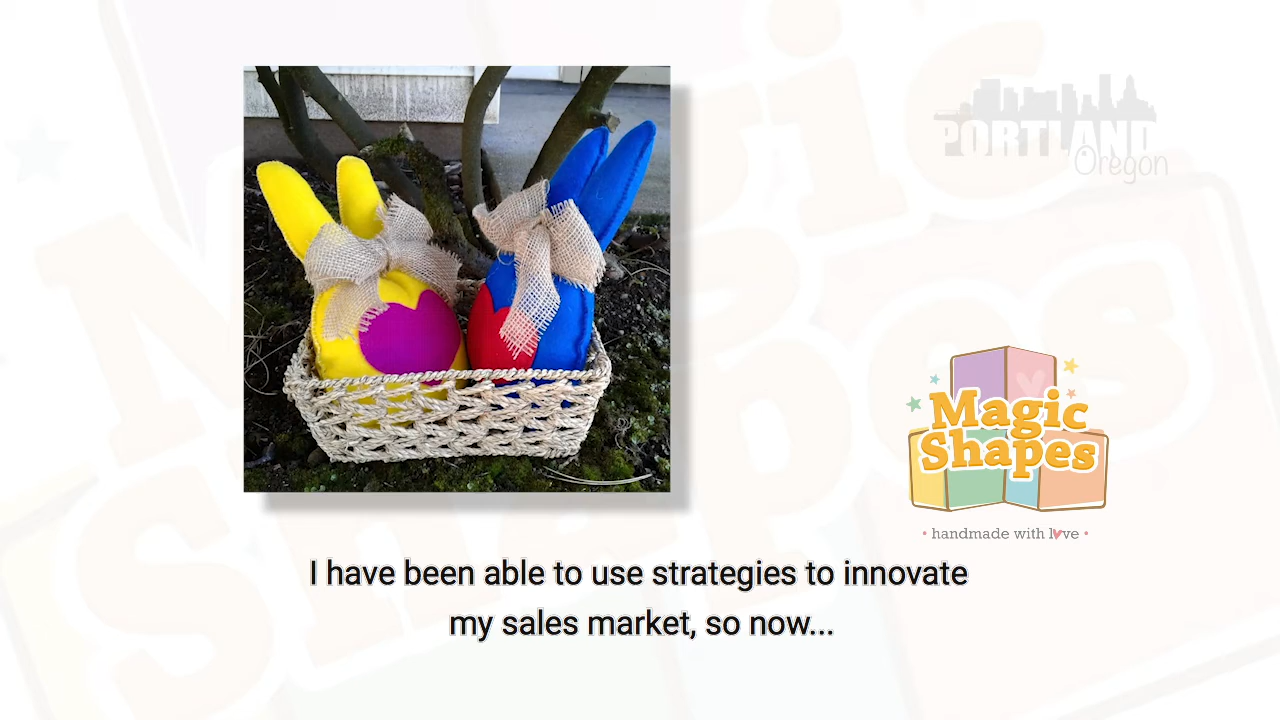 PORTLAND
Oregon
Magic
Shapes
• handmade with love •
I have been able to use strategies to innovate
my sales market, so now...